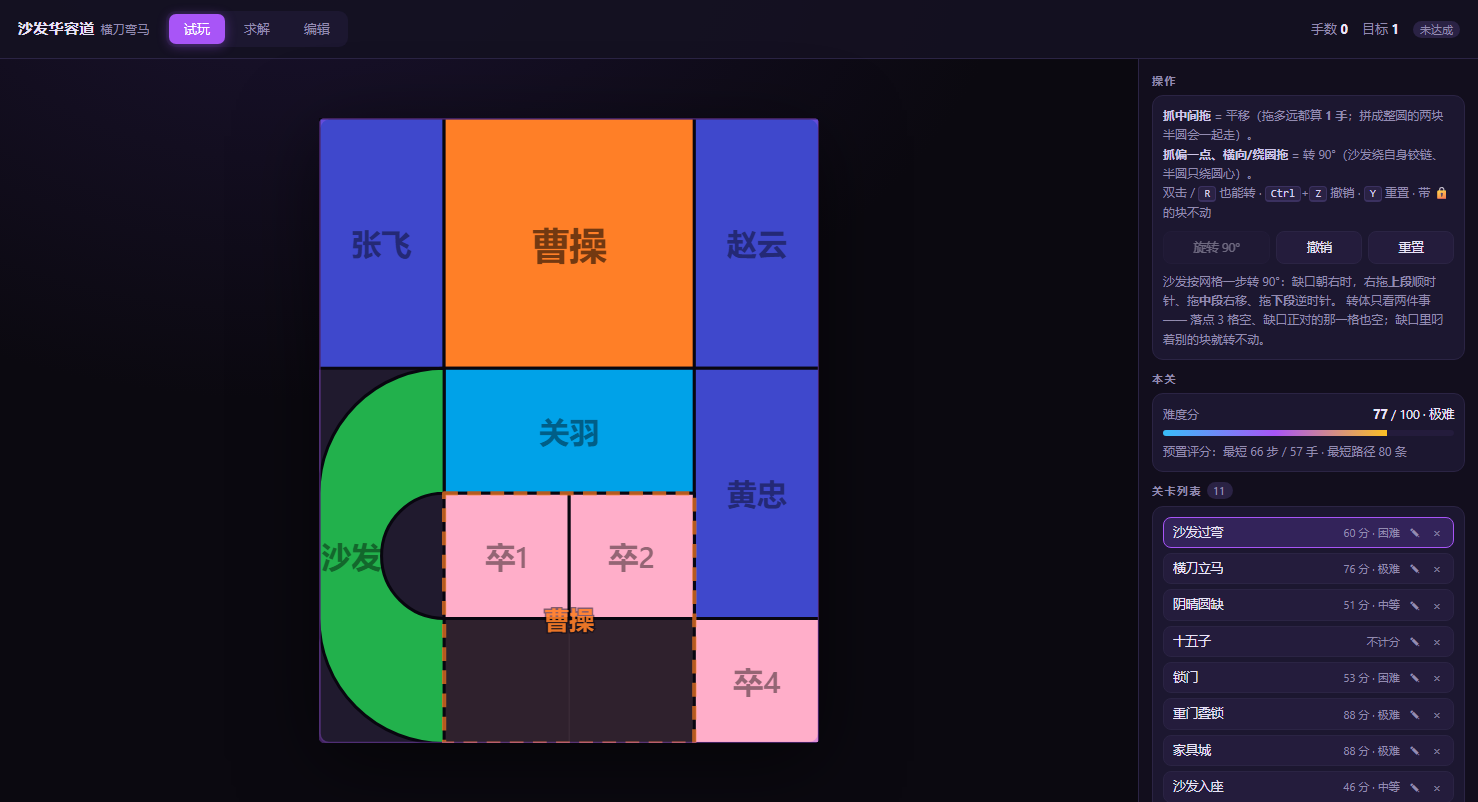 沙发华容道 横刀弯马 试玩 求解 编辑 手数 0 目标 1 未达成
张飞 曹操 赵云
关羽
黄忠
沙发 卒1 卒2
曹操
卒4
操作
抓中间拖 = 平移（拖多远都算 1 手；拼成整圆的两块
半圆会一起走）。
抓偏一点、横向/绕圆拖 = 转 90°（沙发绕自身铰链、
半圆只绕圆心）。
双击 / R 也能转 · Ctrl + Z 撤销 · Y 重置 · 带 🔒
的块不动
旋转 90° 撤销 重置
沙发按网格一步转 90°：缺口朝右时，右拖上段顺时
针、拖中段右移、拖下段逆时针。 转体只看两件事
—— 落点 3 格空、缺口正对的那一格也空；缺口里叼
着别的块就转不动。
本关
难度分 77 / 100 · 极难
预置评分：最短 66 步 / 57 手 · 最短路径 80 条
关卡列表 11
沙发过弯 60 分 · 困难
横刀立马 76 分 · 极难
阴晴圆缺 51 分 · 中等
十五子 不计分
锁门 53 分 · 困难
重门叠锁 88 分 · 极难
家具城 88 分 · 极难
沙发入座 46 分 · 中等